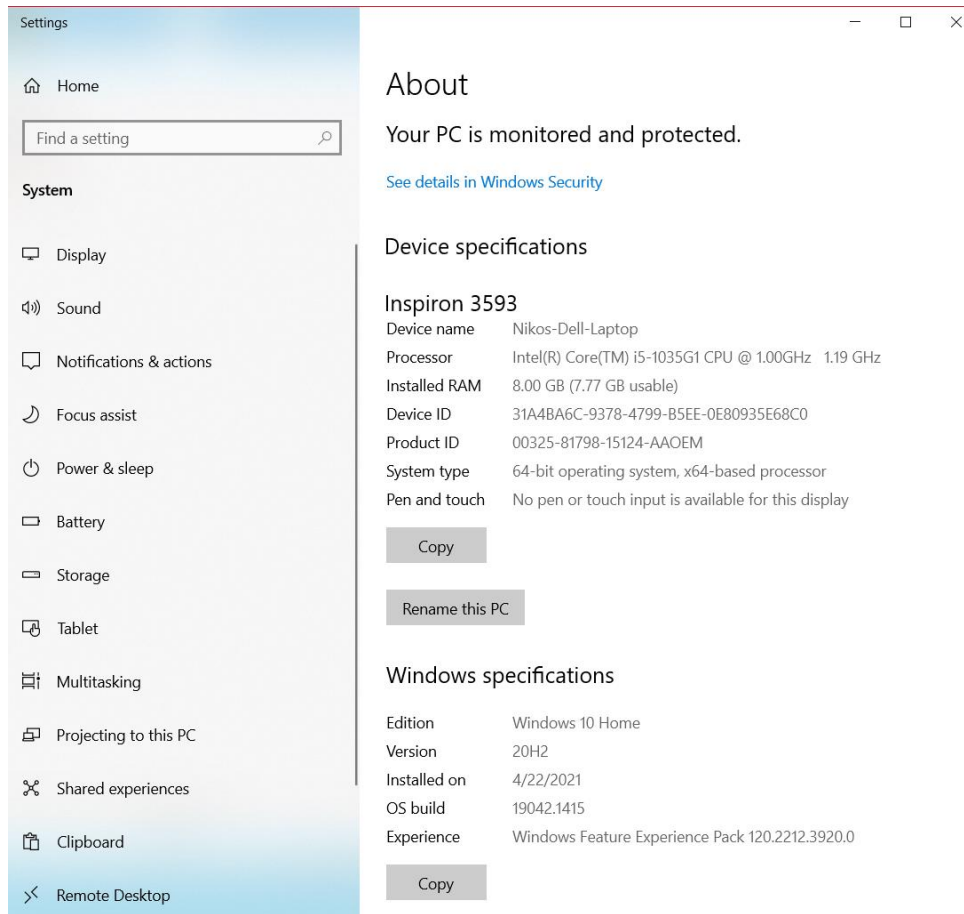 Settings
Home
Find a setting
System
Display
Sound
Notifications & actions
Focus assist
Power & sleep
Battery
Storage
Tablet
Multitasking
Projecting to this PC
Shared experiences
Clipboard
Remote Desktop
About
Your PC is monitored and protected.
See details in Windows Security
Device specifications
Inspiron 3593
Device name Nikos-Dell-Laptop
Processor Intel(R) Core(TM) i5-1035G1 CPU @ 1.00GHz 1.19 GHz
Installed RAM 8.00 GB (7.77 GB usable)
Device ID 31A4BA6C-9378-4799-B5EE-0E80935E68C0
Product ID 00325-81798-15124-AAOEM
System type 64-bit operating system, x64-based processor
Pen and touch No pen or touch input is available for this display
Copy
Rename this PC
Windows specifications
Edition Windows 10 Home
Version 20H2
Installed on 4/22/2021
OS build 19042.1415
Experience Windows Feature Experience Pack 120.2212.3920.0
Copy